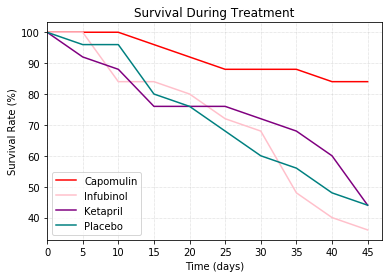 Survival During Treatment
Survival Rate (%)
100
90
80
70
60
50
40
Capomulin
Infubinol
Ketapril
Placebo
0 5 10 15 20 25 30 35 40 45
Time (days)